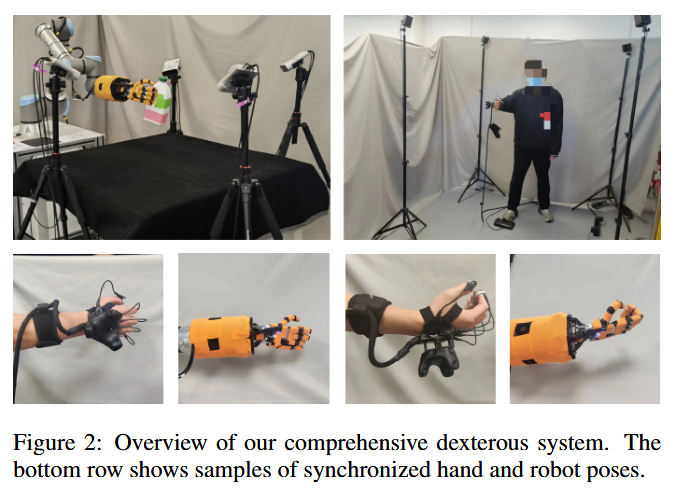 Figure 2: Overview of our comprehensive dexterous system. The
bottom row shows samples of synchronized hand and robot poses.